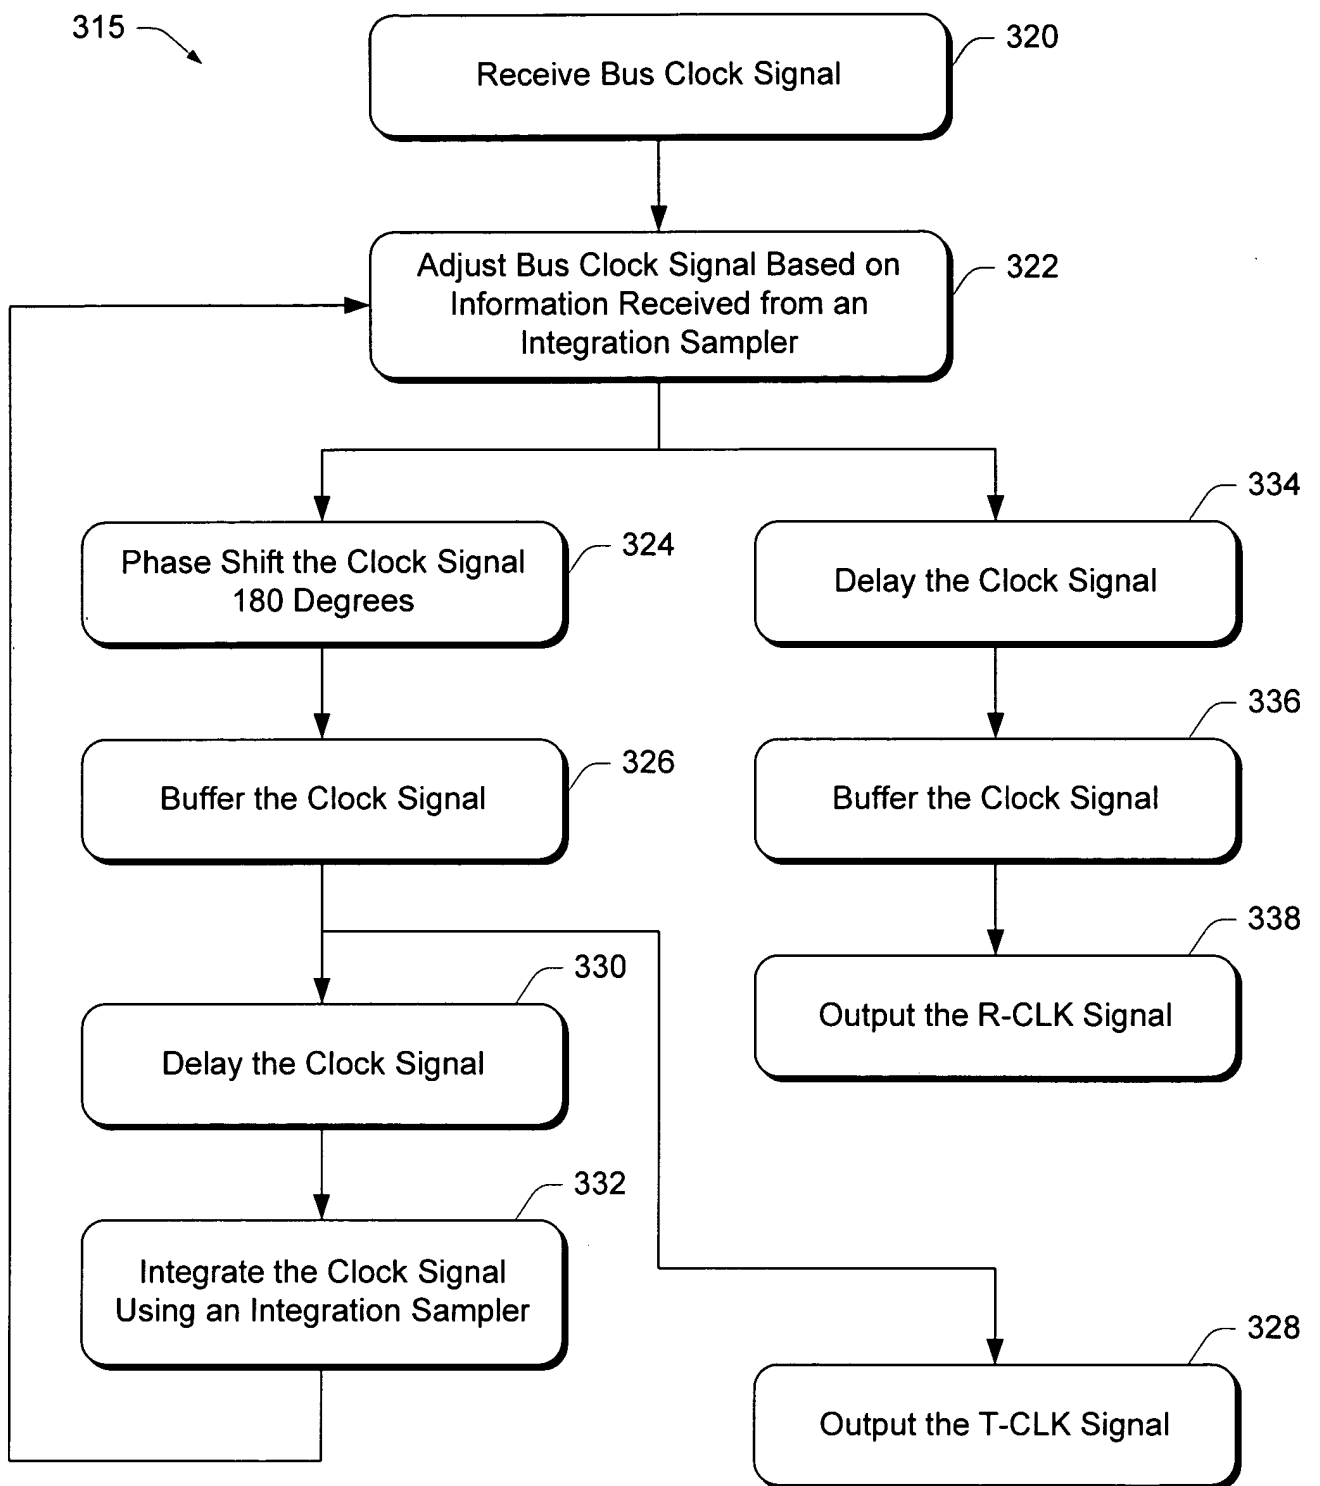 315
Receive Bus Clock Signal
320
Adjust Bus Clock Signal Based on
Information Received from an
Integration Sampler
322
Phase Shift the Clock Signal
180 Degrees
324
Delay the Clock Signal
334
Buffer the Clock Signal
326
Buffer the Clock Signal
336
Delay the Clock Signal
330
Output the R-CLK Signal
338
Integrate the Clock Signal
Using an Integration Sampler
332
Output the T-CLK Signal
328